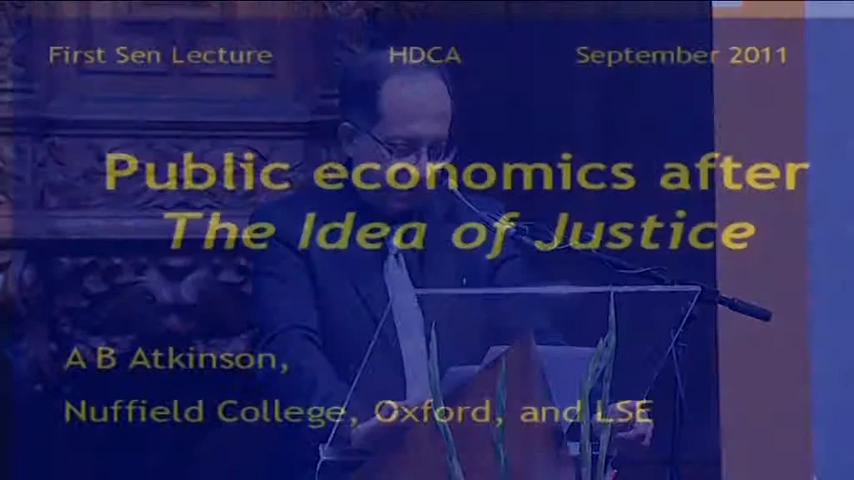 First Sen Lecture HDCA September 2011
Public economics after
The Idea of Justice
A B Atkinson,
Nuffield College, Oxford, and LSE